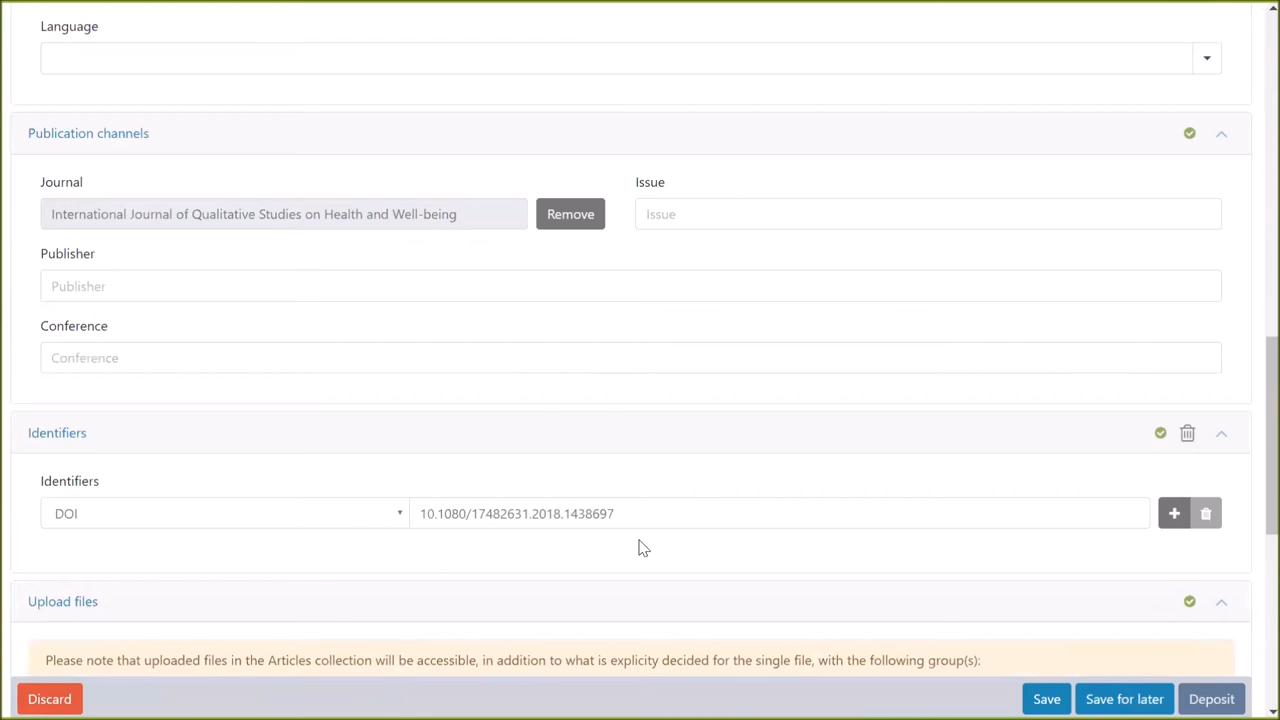 Language
Publication channels
Journal
Issue
International Journal of Qualitative Studies on Health and Well-being
Remove
Issue
Publisher
Publisher
Conference
Conference
Identifiers
Identifiers
DOI
10.1080/17482631.2018.1438697
Upload files
Please note that uploaded files in the Articles collection will be accessible, in addition to what is explicity decided for the single file, with the following group(s):
Discard
Save
Save for later
Deposit